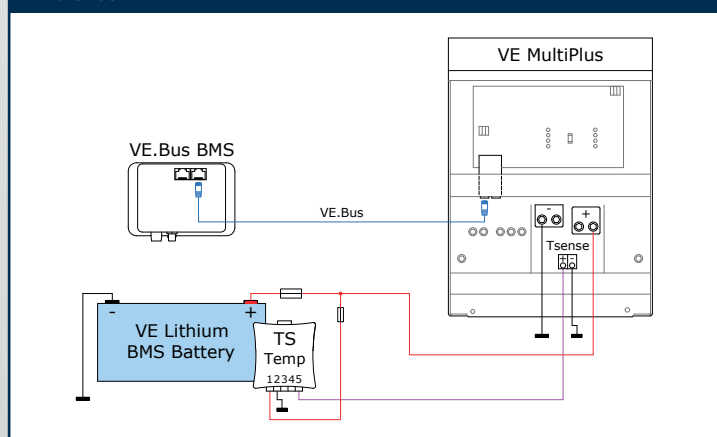 VE MultiPlus
VE.Bus BMS
VE.Bus
- +
Tsense
+ -
- +
VE Lithium
BMS Battery
TS
Temp
12345